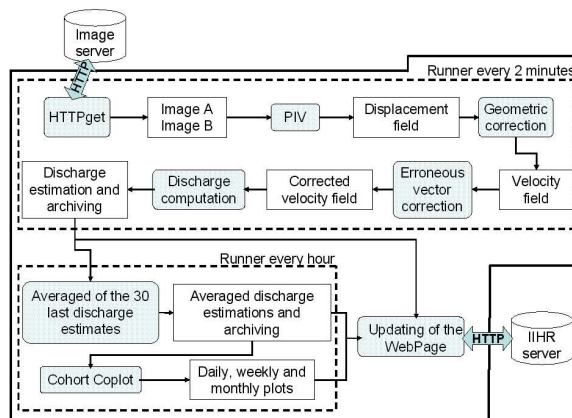 Image
server
HTTP
Runner every 2 minutes
HTTPget
Image A
Image B
PIV
Displacement
field
Geometric
correction
Discharge
estimation and
archiving
Discharge
computation
Corrected
velocity field
Erroneous
vector
correction
Velocity
field
Runner every hour
Averaged of the 30
last discharge
estimates
Averaged discharge
estimations and
archiving
Updating of the
WebPage
HTTP
IIHR
server
Cohort Coplot
Daily, weekly and
monthly plots